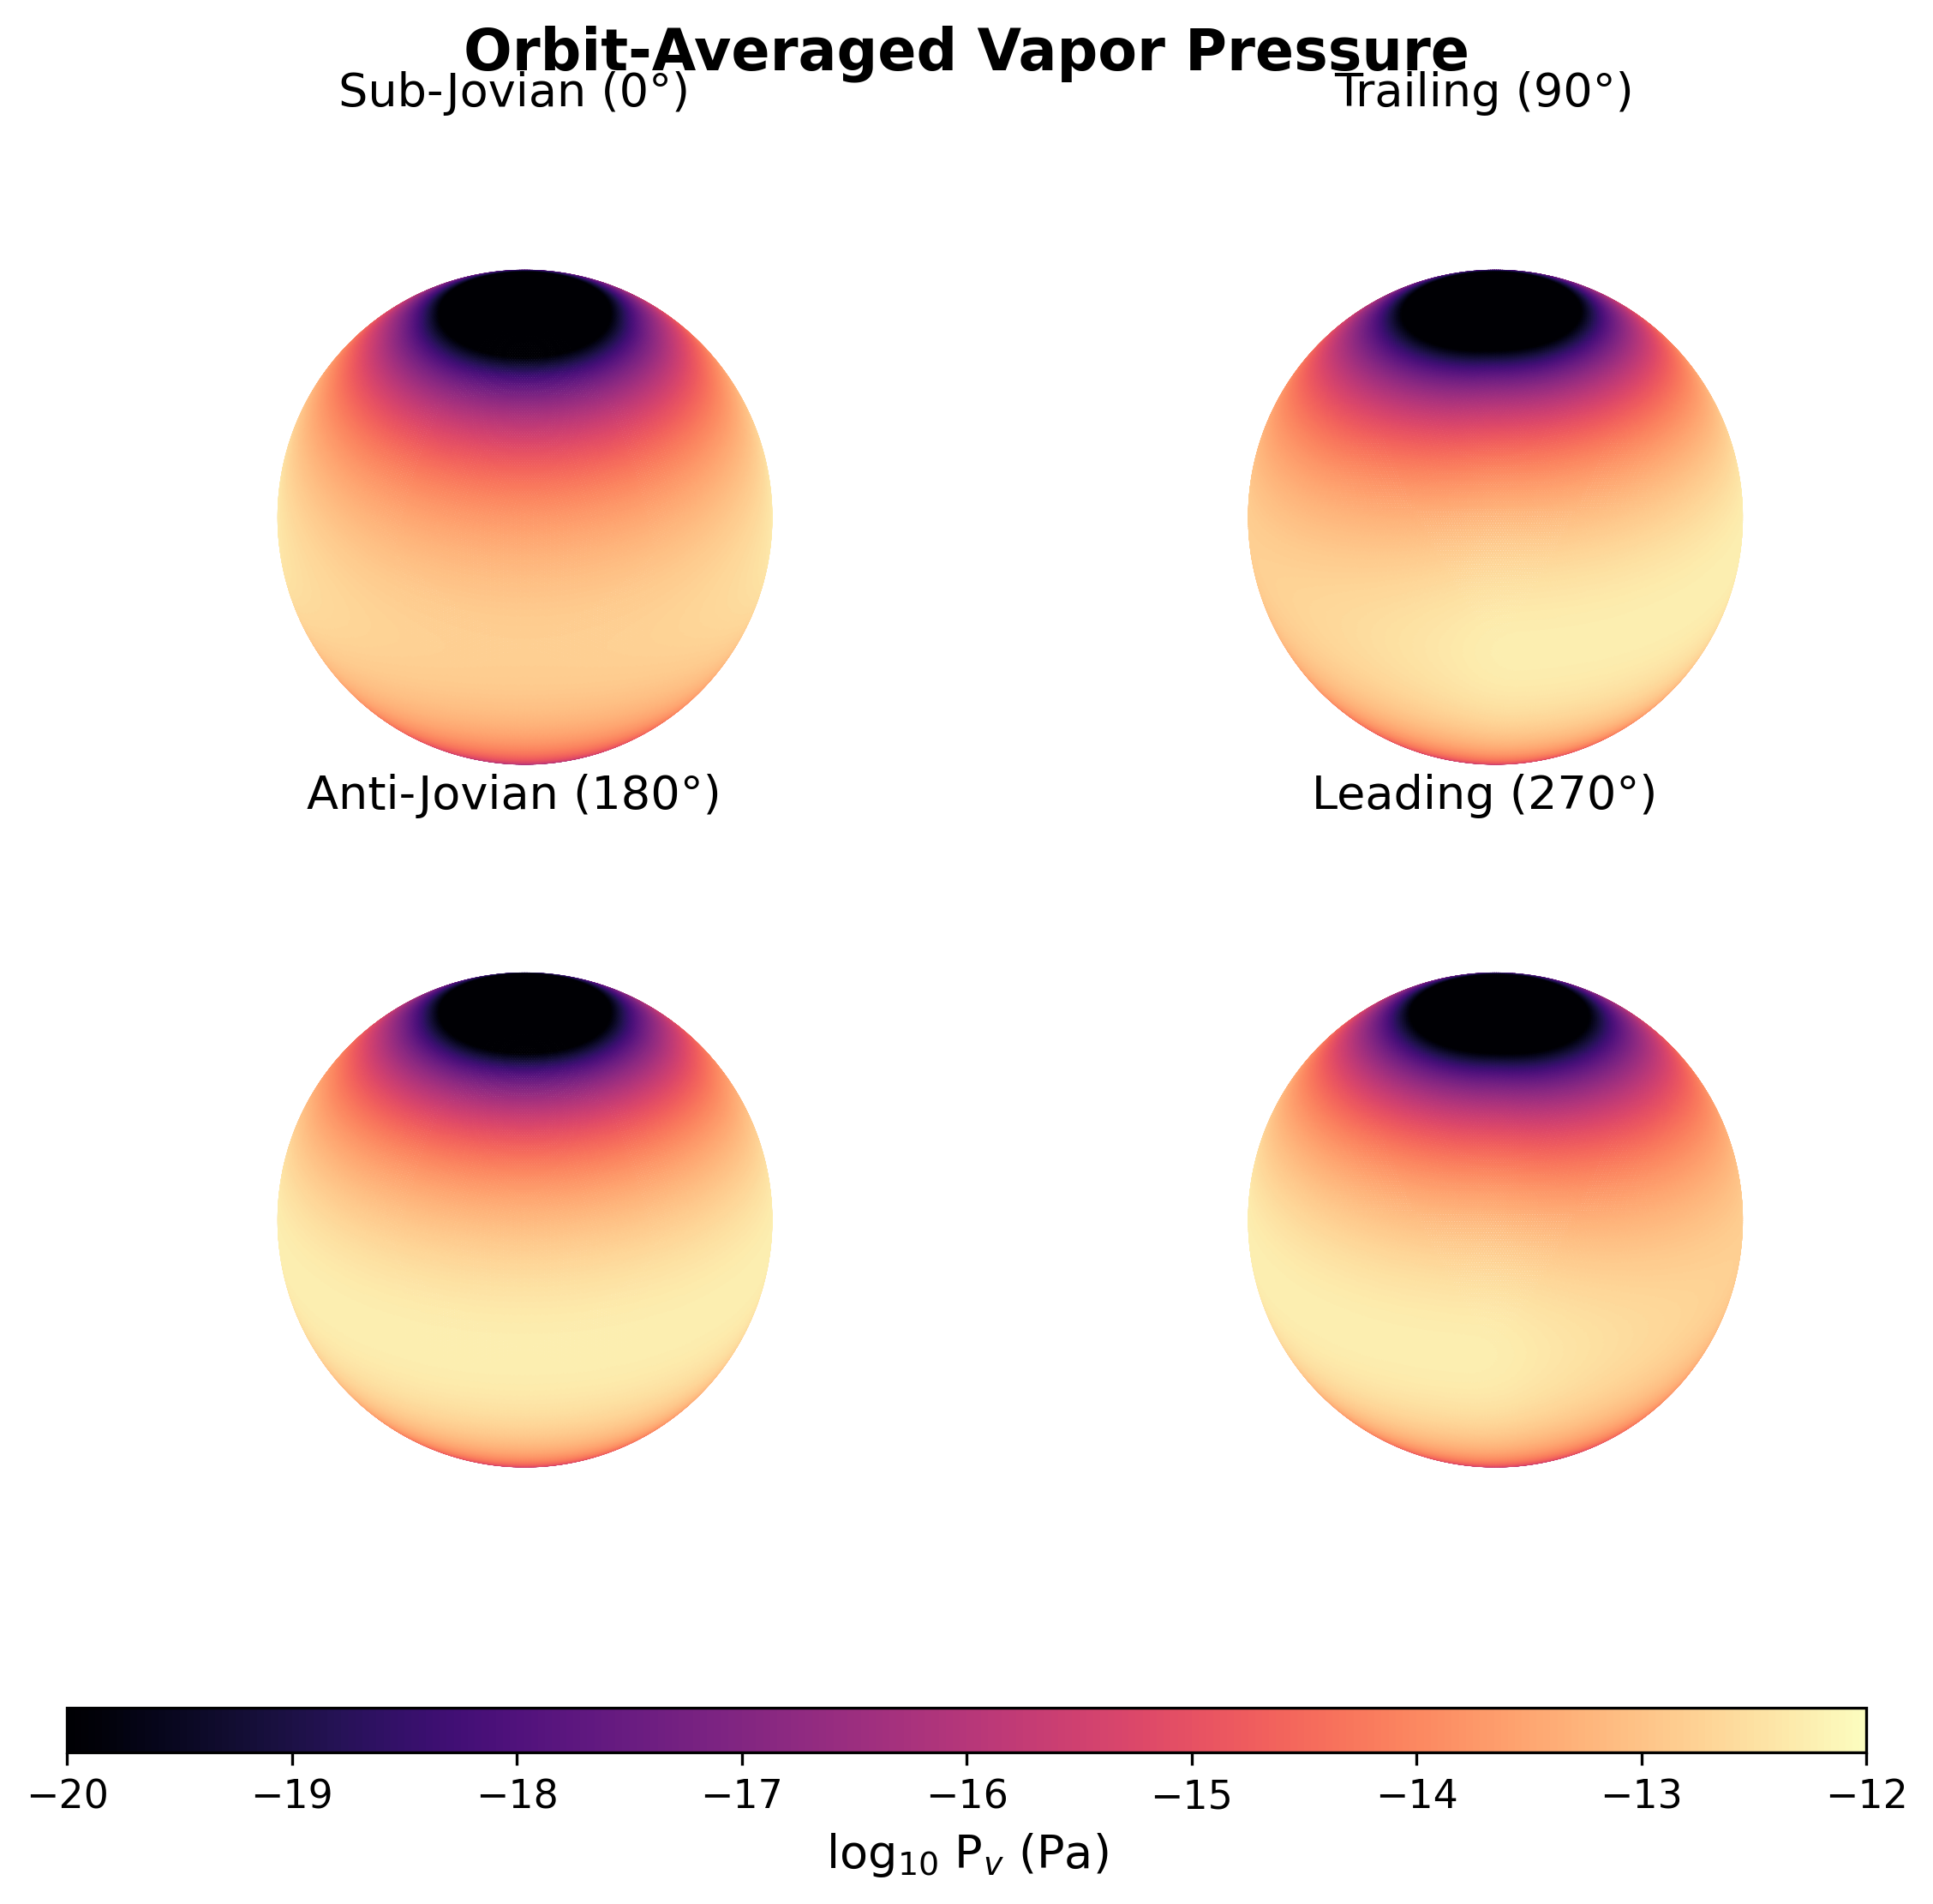 Orbit-Averaged Vapor Pressure
Sub-Jovian (0°)
Trailing (90°)
Anti-Jovian (180°)
Leading (270°)
−20 −19 −18 −17 −16 −15 −14 −13 −12
log₁₀ Pᵥ (Pa)